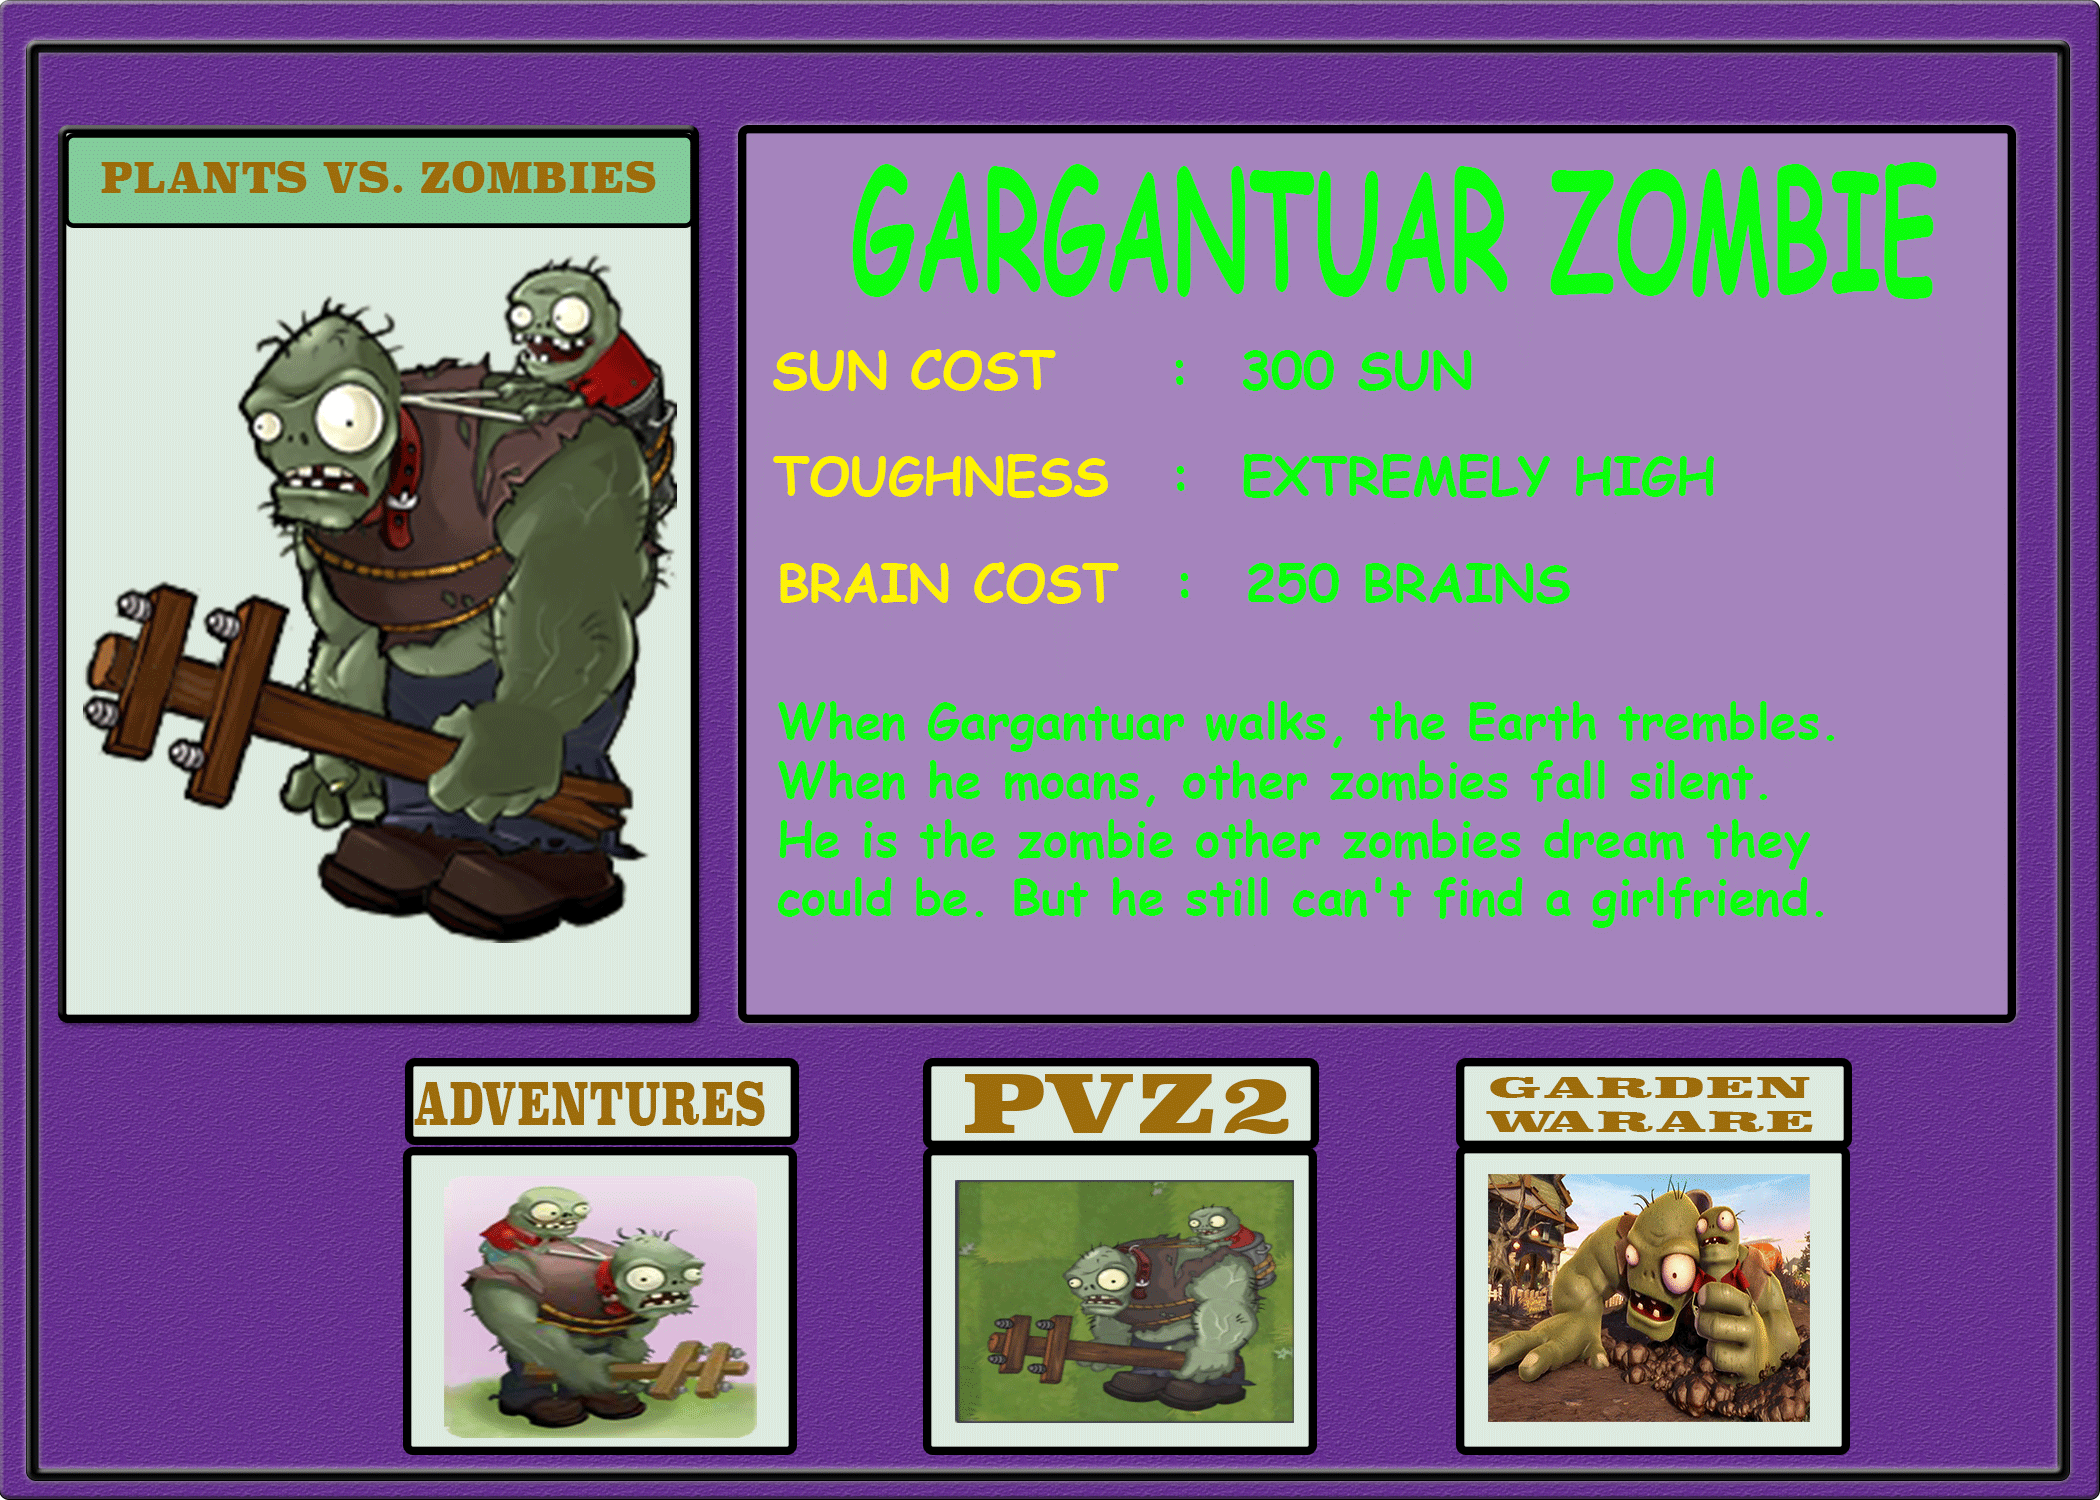 PLANTS VS. ZOMBIES
GARGANTUAR ZOMBIE
SUN COST : 300 SUN
TOUGHNESS : EXTREMELY HIGH
BRAIN COST : 250 BRAINS
When Gargantuar walks, the Earth trembles.
When he moans, other zombies fall silent.
He is the zombie other zombies dream they
could be. But he still can't find a girlfriend.
ADVENTURES
PVZ2
GARDEN
WARARE